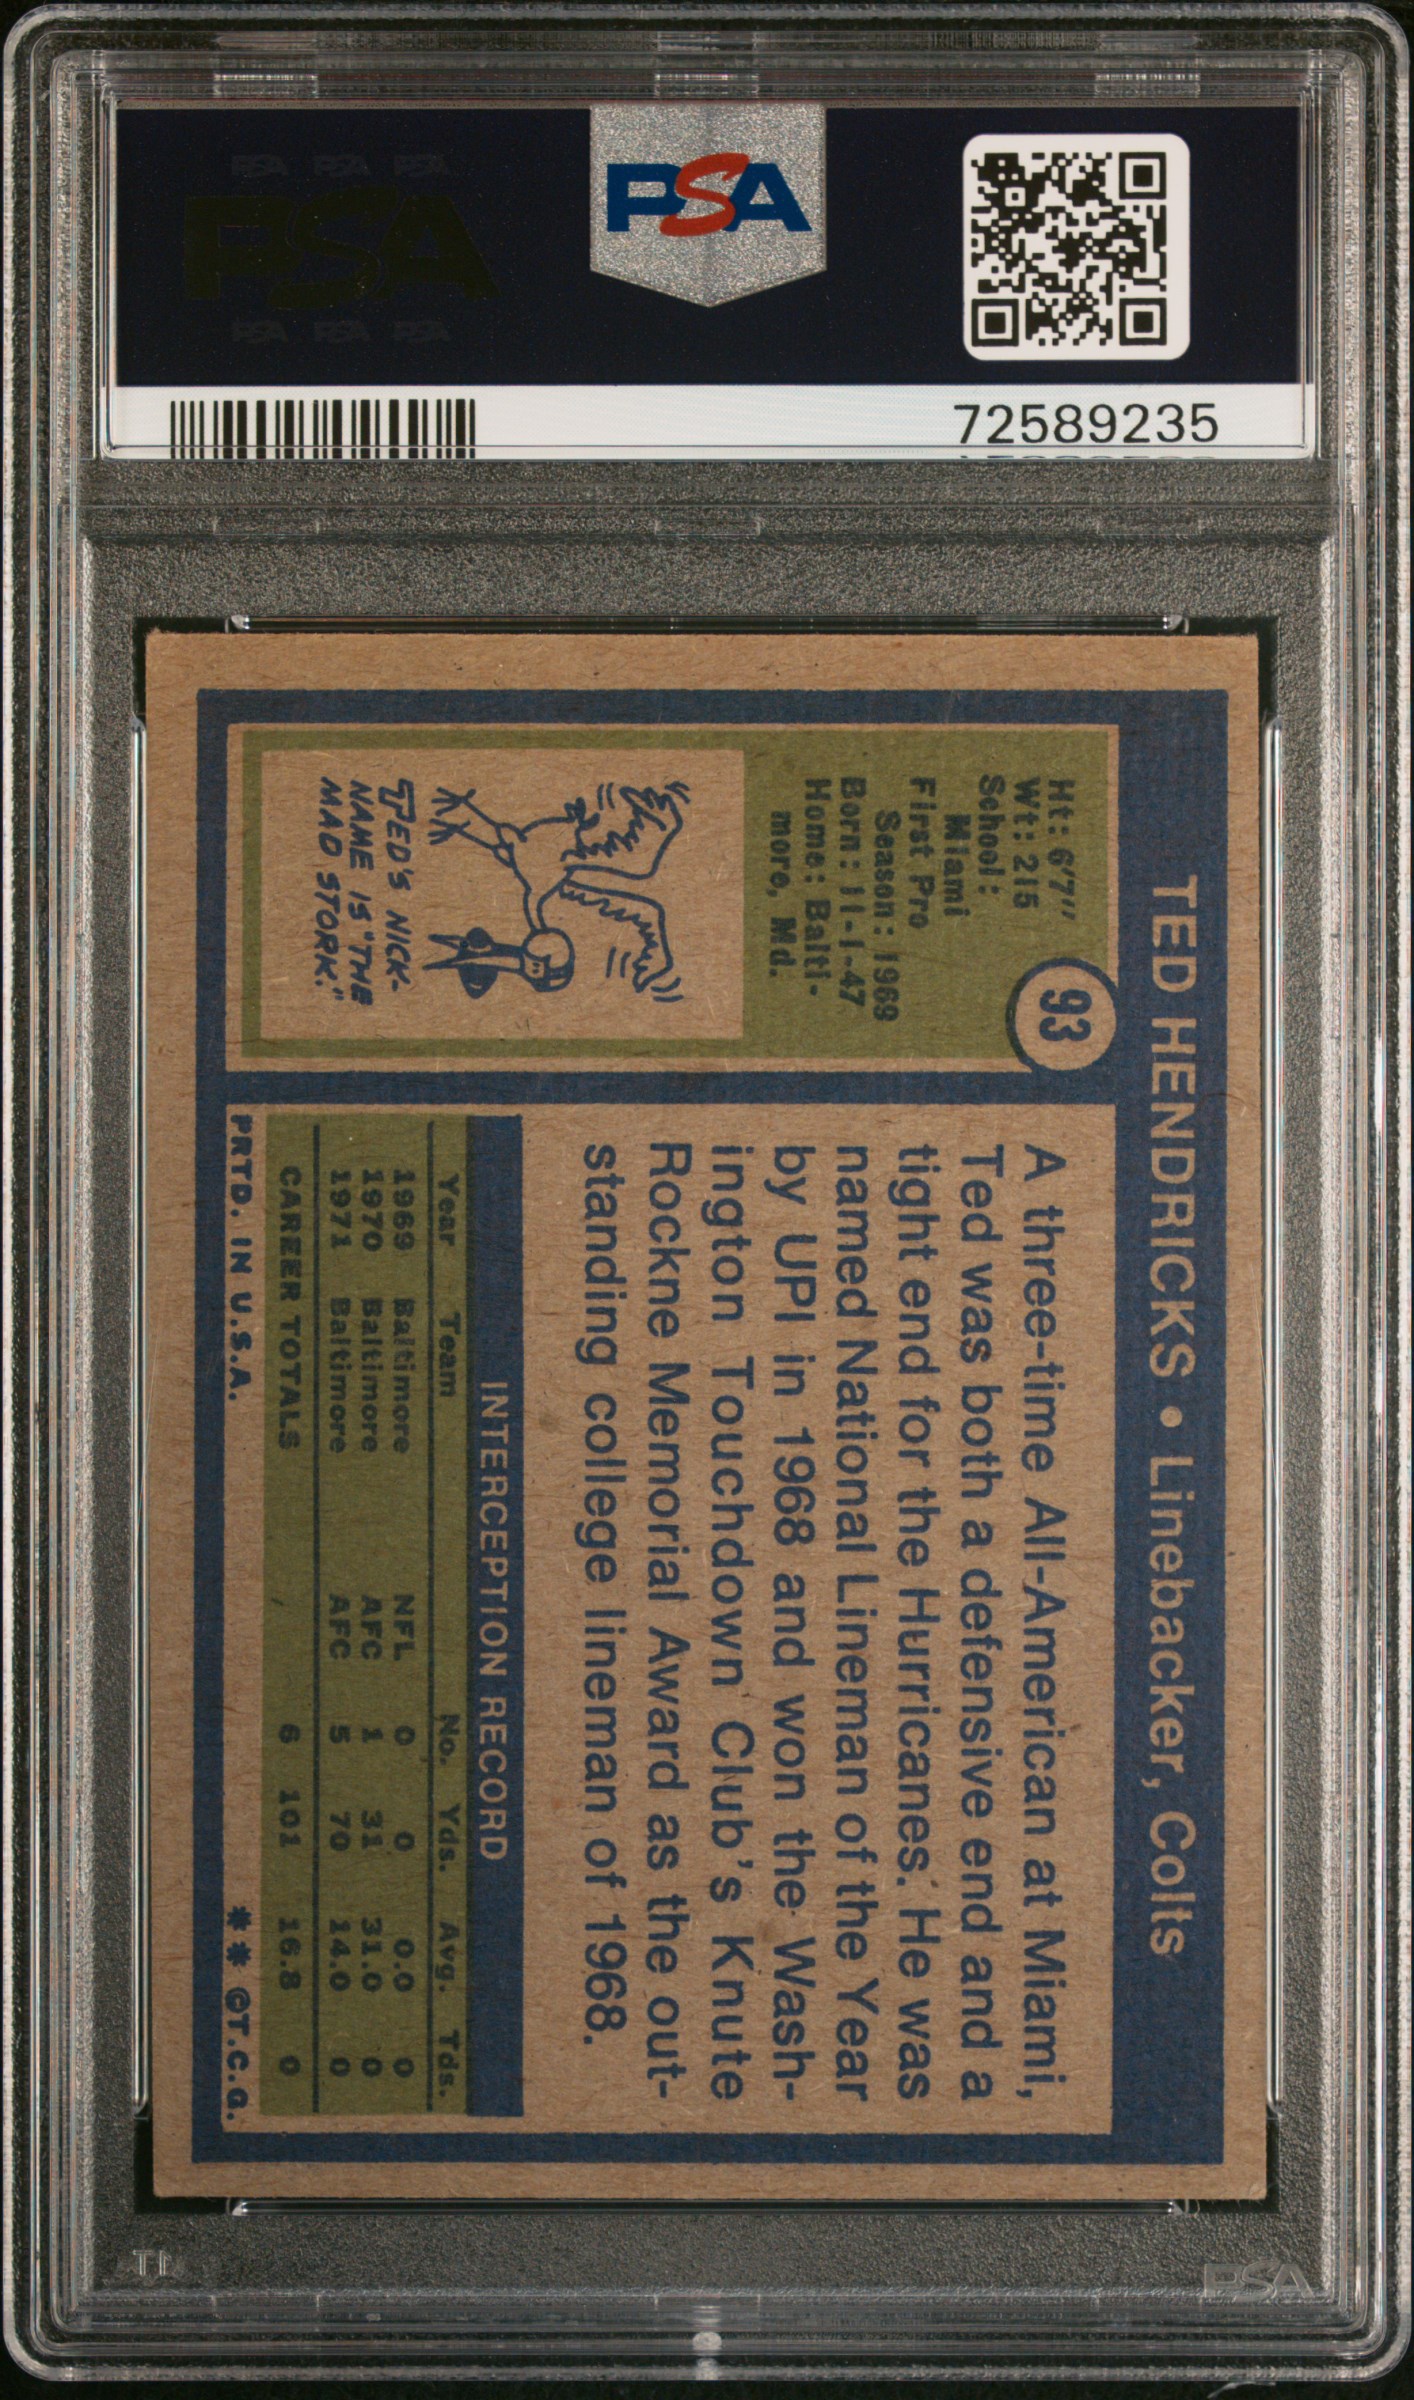 PSA
72589235
TED HENDRICKS • Linebacker, Colts
93
Ht: 6'7"
Wt: 215
School:
Miami
First Pro
Season: 1969
Born: 11-1-47
Home: Balti-
more, Md.
TED'S NICK-
NAME IS "THE
MAD STORK."
A three-time All-American at Miami,
Ted was both a defensive end and a
tight end for the Hurricanes. He was
named National Lineman of the Year
by UPI in 1968 and won the Wash-
ington Touchdown Club's Knute
Rockne Memorial Award as the out-
standing college lineman of 1968.
INTERCEPTION RECORD
Year Team No. Yds. Avg. Tds.
1969 Baltimore NFL 0 0 0.0 0
1970 Baltimore AFC 1 31 31.0 0
1971 Baltimore AFC 5 70 14.0 0
CAREER TOTALS 6 101 16.8 0
PRTD. IN U.S.A. ** ©T.C.G.
PSA